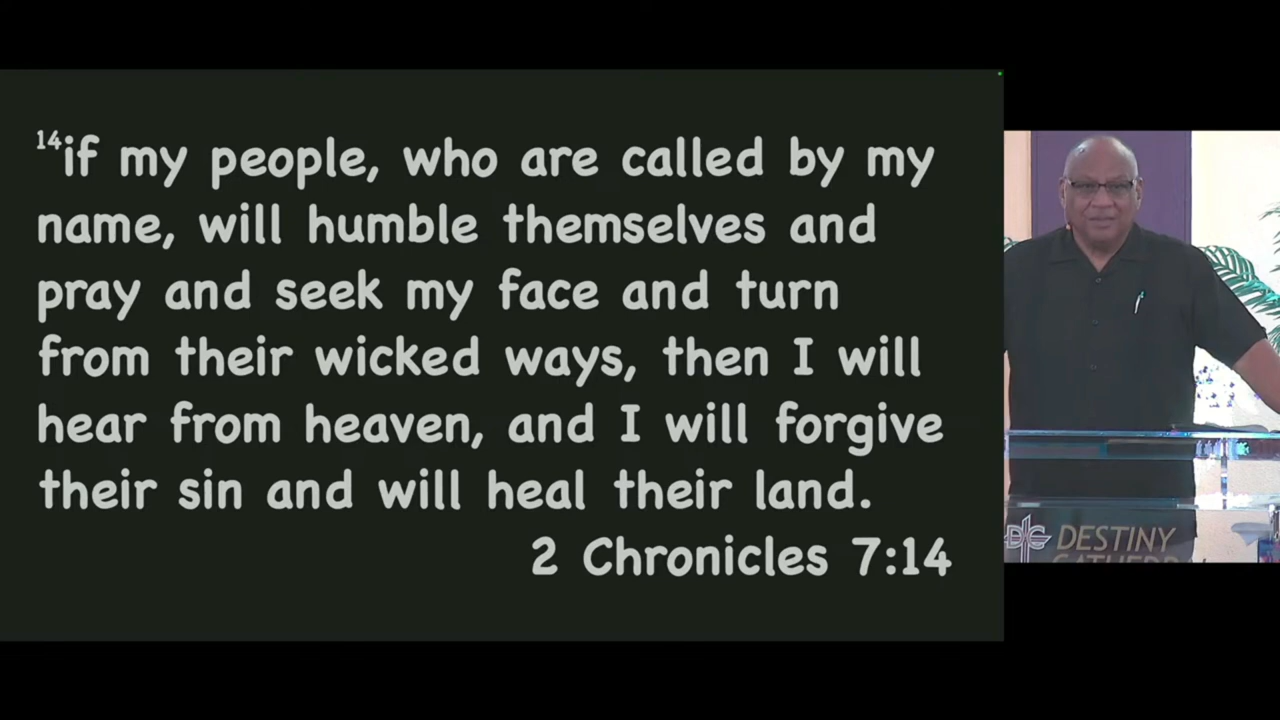 14if my people, who are called by my
name, will humble themselves and
pray and seek my face and turn
from their wicked ways, then I will
hear from heaven, and I will forgive
their sin and will heal their land.
2 Chronicles 7:14
DC DESTINY